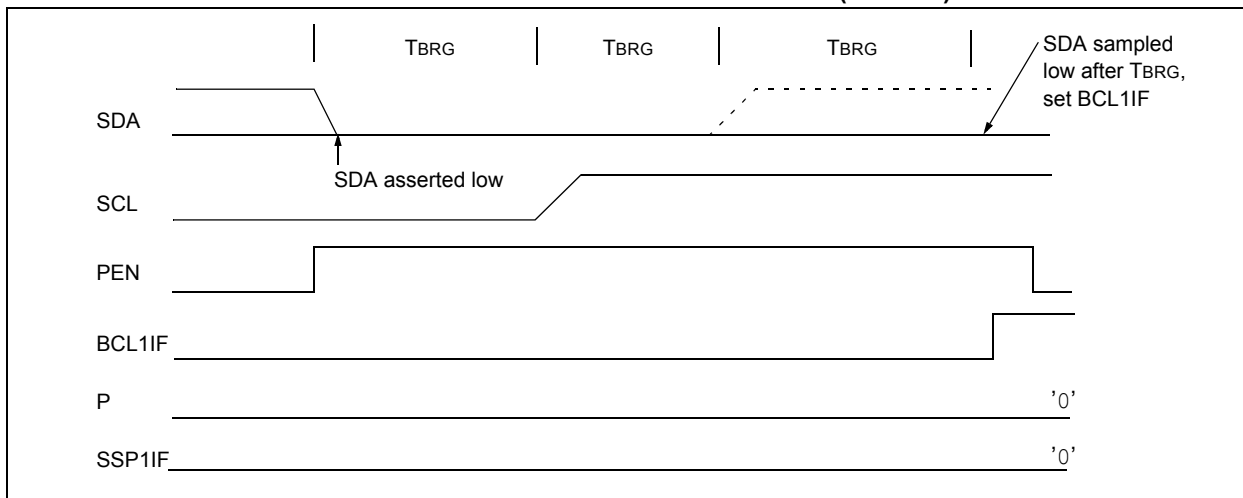 TBRG TBRG TBRG
SDA sampled
low after TBRG,
set BCL1IF
SDA
SDA asserted low
SCL
PEN
BCL1IF
P '0'
SSP1IF '0'